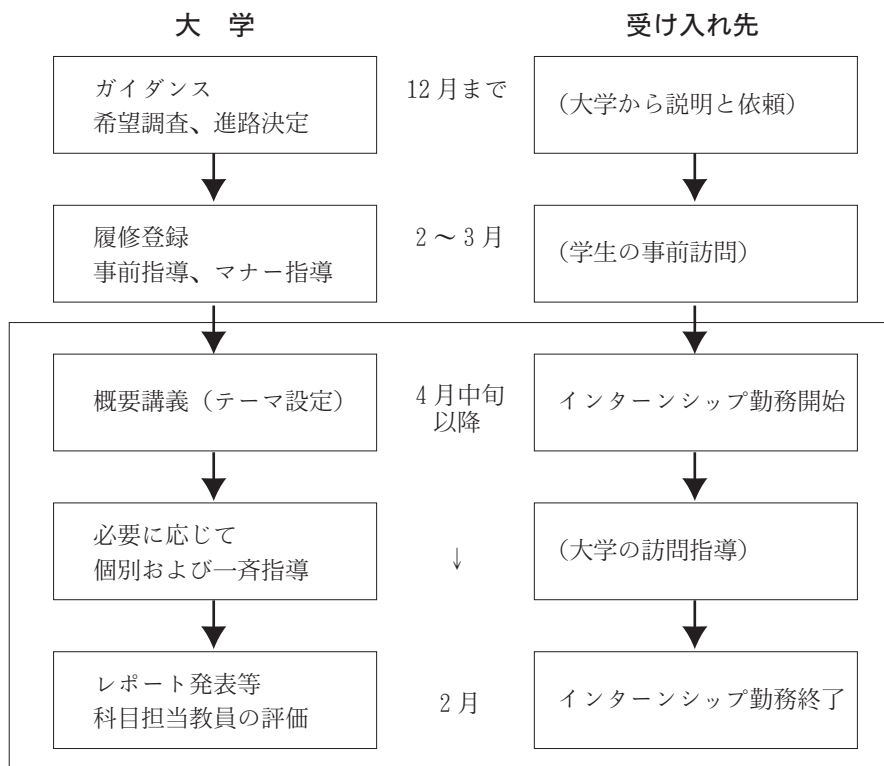 大　学
受け入れ先
ガイダンス
希望調査、進路決定
12月まで
(大学から説明と依頼)
履修登録
事前指導、マナー指導
2～3月
(学生の事前訪問)
概要講義（テーマ設定）
4月中旬
以降
インターンシップ勤務開始
必要に応じて
個別および一斉指導
↓
(大学の訪問指導)
レポート発表等
科目担当教員の評価
2月
インターンシップ勤務終了